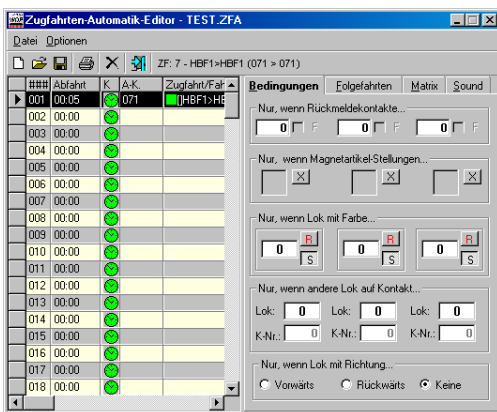 Zugfahrten-Automatik-Editor - TEST.ZFA
Datei Optionen
ZF: 7 - HBF1>HBF1 (071 > 071)
### Abfahrt K A-K. Zugfahrt/Fah
001 00:05 071 []HBF1>HB
002 00:00
003 00:00
004 00:00
005 00:00
006 00:00
007 00:00
008 00:00
009 00:00
010 00:00
011 00:00
012 00:00
013 00:00
014 00:00
015 00:00
016 00:00
017 00:00
018 00:00
Bedingungen Folgefahrten Matrix Sound
Nur, wenn Rückmeldekontakte...
0 F 0 F 0 F
Nur, wenn Magnetartikel-Stellungen...
X X X
Nur, wenn Lok mit Farbe...
0 R S 0 R S 0 R S
Nur, wenn andere Lok auf Kontakt...
Lok: 0 Lok: 0 Lok: 0
K-Nr.: 0 K-Nr.: 0 K-Nr.: 0
Nur, wenn Lok mit Richtung...
Vorwärts Rückwärts Keine